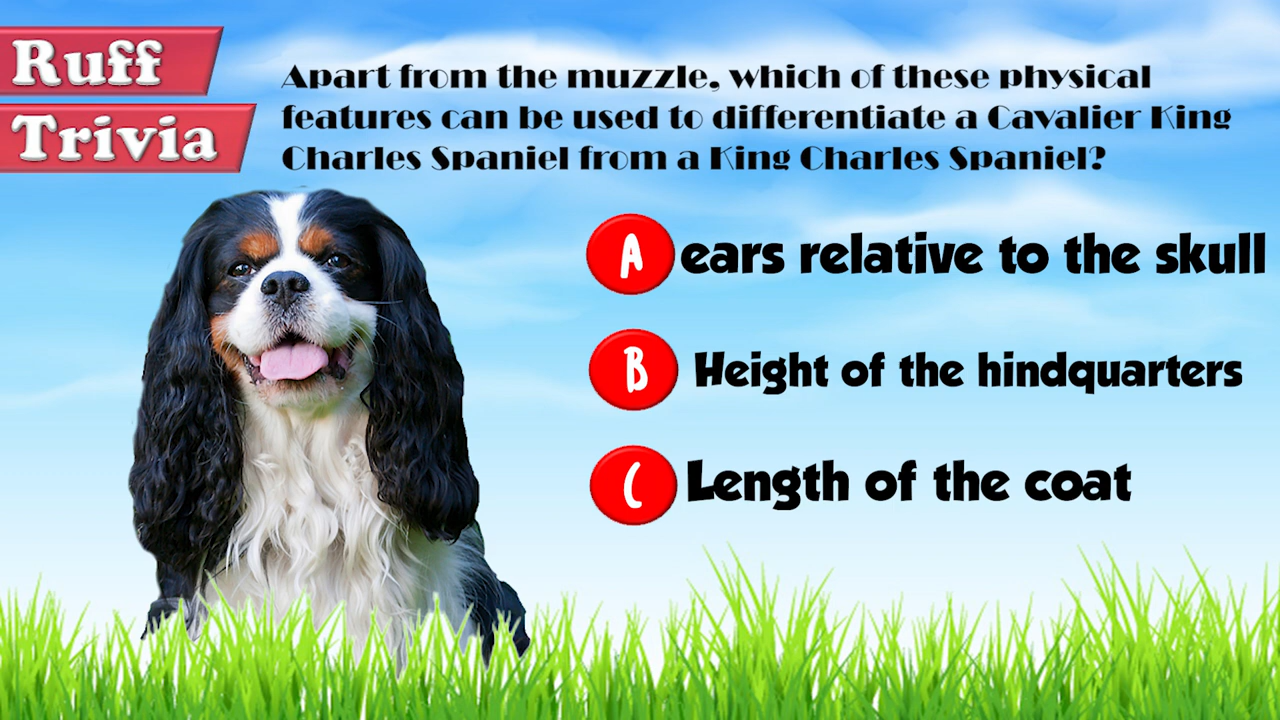 Ruff
Trivia
Apart from the muzzle, which of these physical
features can be used to differentiate a Cavalier King
Charles Spaniel from a King Charles Spaniel?
A ears relative to the skull
B Height of the hindquarters
C Length of the coat